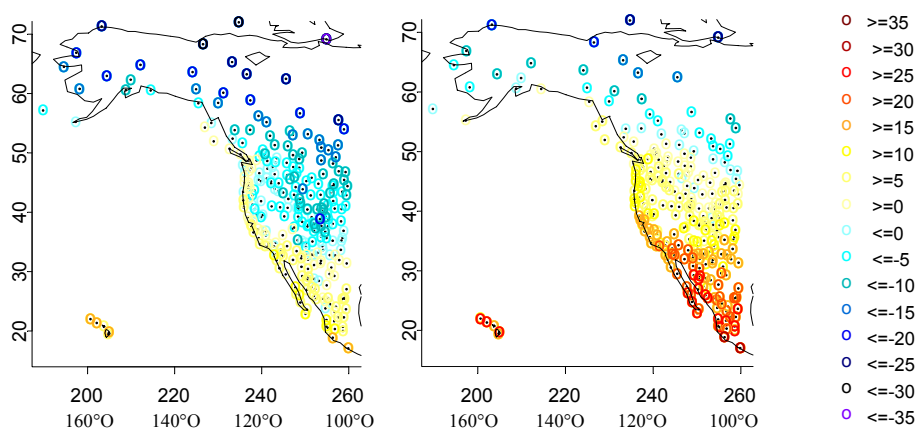 70
60
50
40
30
20
200 220 240 260
160°O 140°O 120°O 100°O
70
60
50
40
30
20
200 220 240 260
160°O 140°O 120°O 100°O
o >=35
o >=30
o >=25
o >=20
o >=15
o >=10
o >=5
o >=0
o <=0
o <=-5
o <=-10
o <=-15
o <=-20
o <=-25
o <=-30
o <=-35